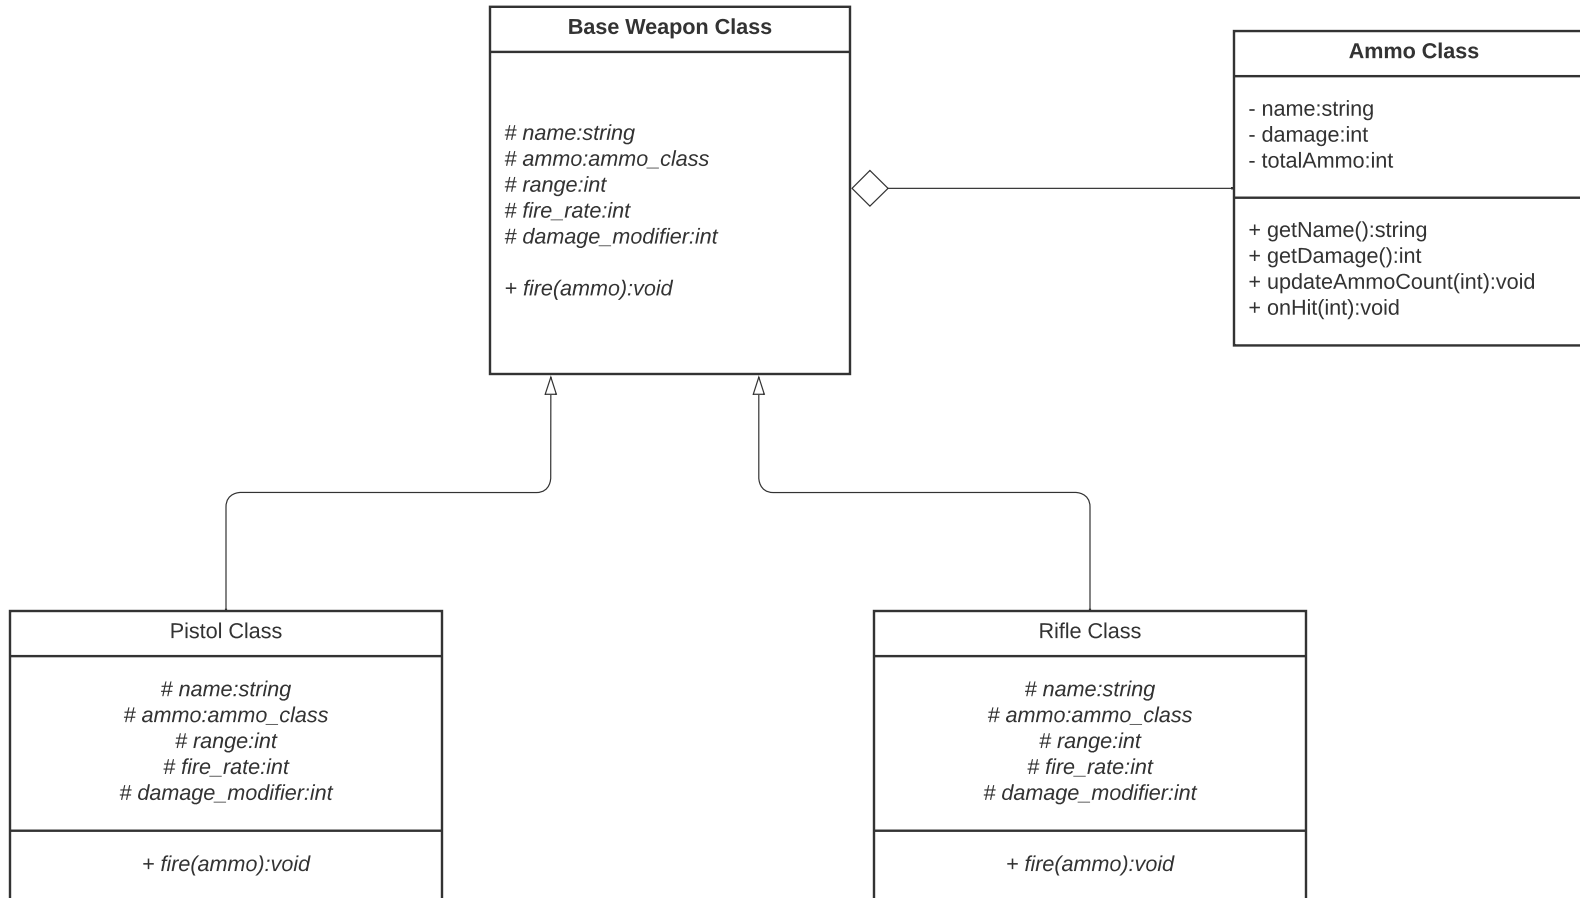 Base Weapon Class
# name:string
# ammo:ammo_class
# range:int
# fire_rate:int
# damage_modifier:int
+ fire(ammo):void
Ammo Class
- name:string
- damage:int
- totalAmmo:int
+ getName():string
+ getDamage():int
+ updateAmmoCount(int):void
+ onHit(int):void
Pistol Class
# name:string
# ammo:ammo_class
# range:int
# fire_rate:int
# damage_modifier:int
+ fire(ammo):void
Rifle Class
# name:string
# ammo:ammo_class
# range:int
# fire_rate:int
# damage_modifier:int
+ fire(ammo):void